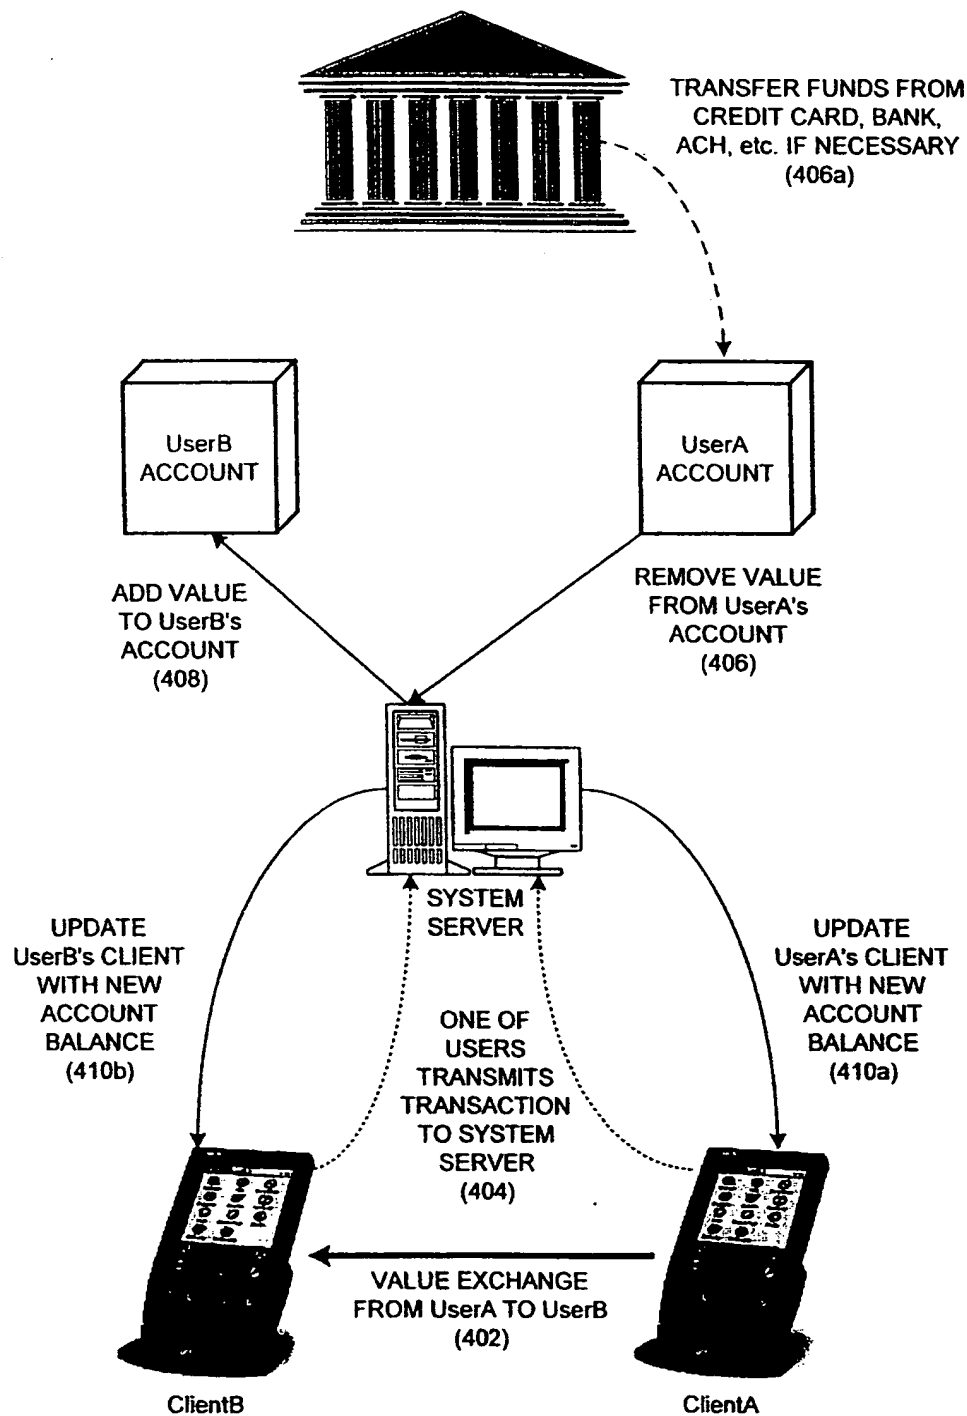 TRANSFER FUNDS FROM
CREDIT CARD, BANK,
ACH, etc. IF NECESSARY
(406a)
UserB
ACCOUNT
UserA
ACCOUNT
ADD VALUE
TO UserB's
ACCOUNT
(408)
REMOVE VALUE
FROM UserA's
ACCOUNT
(406)
SYSTEM
SERVER
UPDATE
UserB's CLIENT
WITH NEW
ACCOUNT
BALANCE
(410b)
ONE OF
USERS
TRANSMITS
TRANSACTION
TO SYSTEM
SERVER
(404)
UPDATE
UserA's CLIENT
WITH NEW
ACCOUNT
BALANCE
(410a)
VALUE EXCHANGE
FROM UserA TO UserB
(402)
ClientB
ClientA